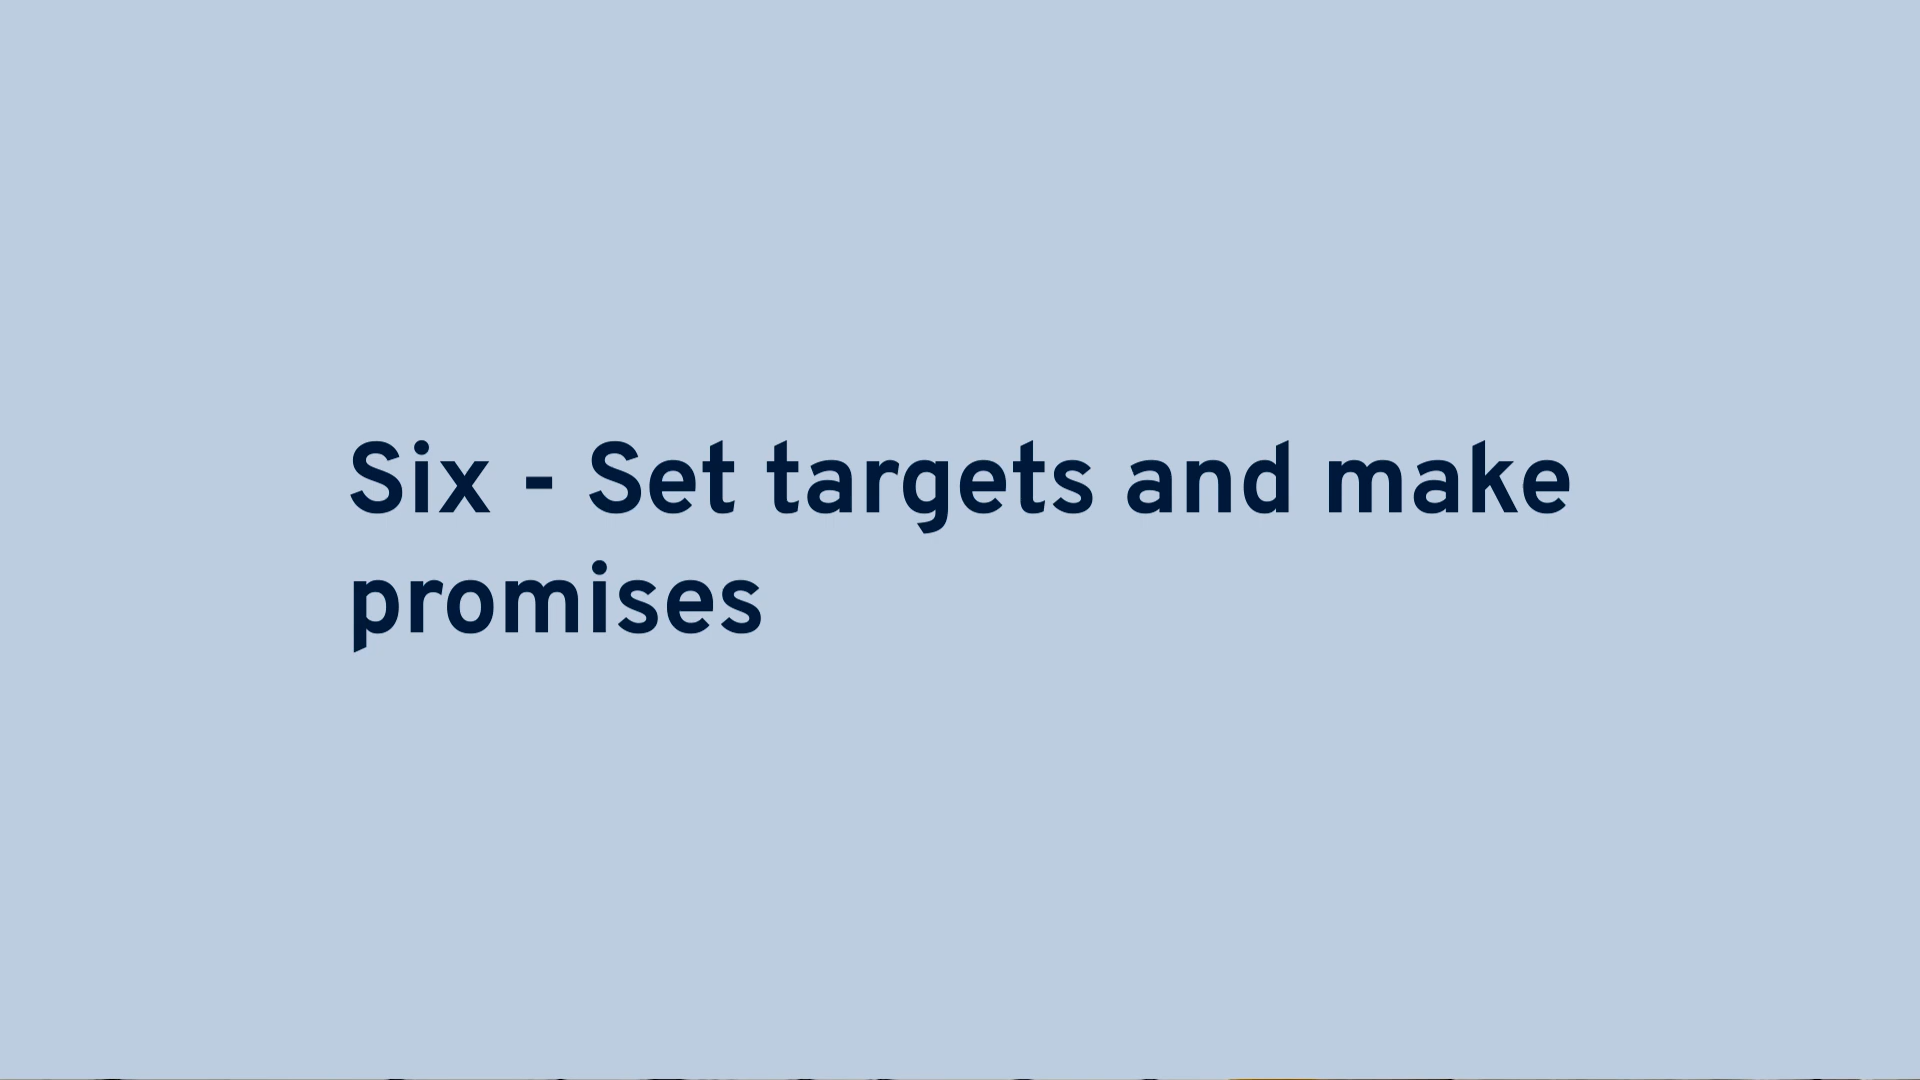 Six - Set targets and make
promises